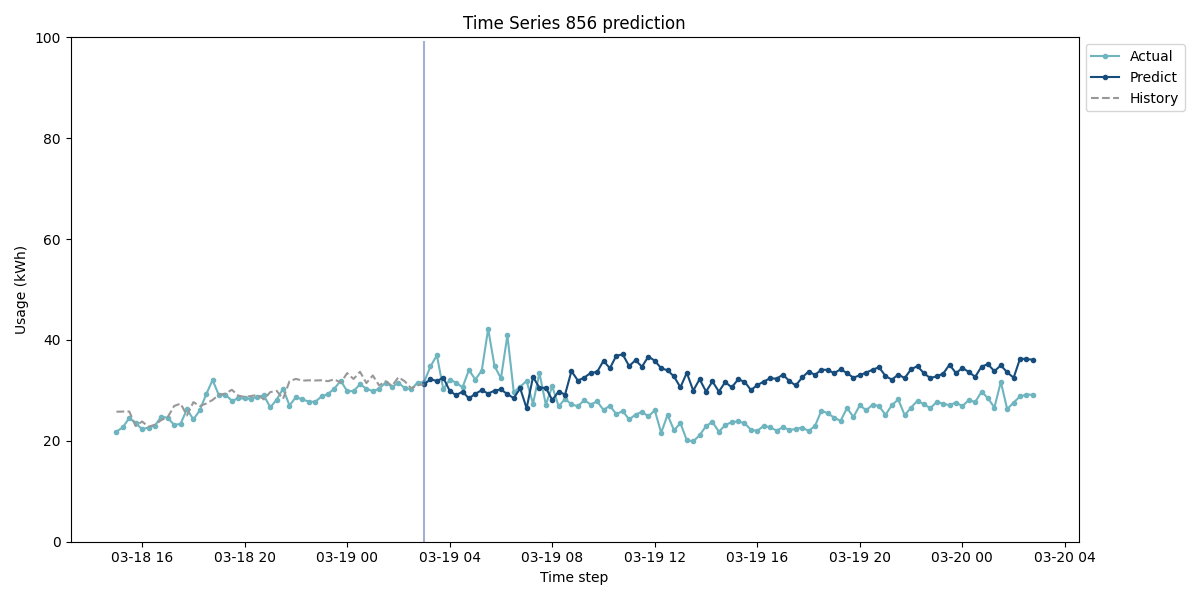 Time Series 856 prediction
Usage (kWh)
100
80
60
40
20
0
03-18 16
03-18 20
03-19 00
03-19 04
03-19 08
03-19 12
03-19 16
03-19 20
03-20 00
03-20 04
Time step
Actual
Predict
History